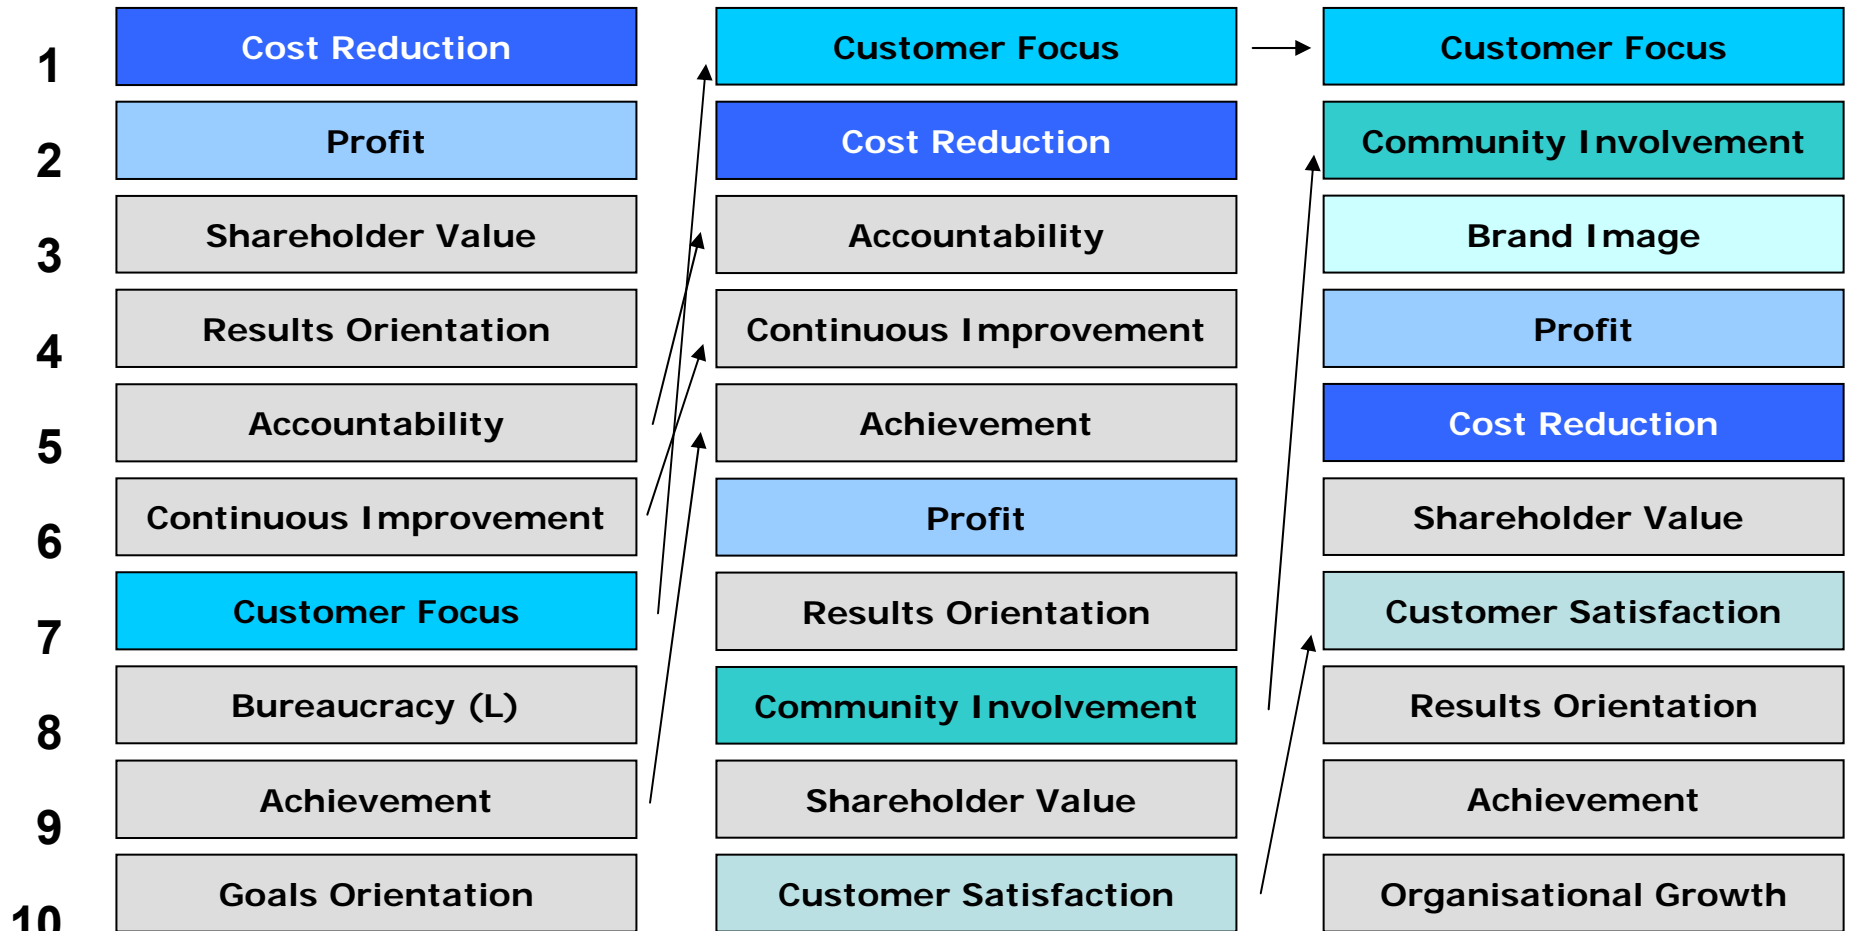 1 Cost Reduction Customer Focus Customer Focus
2 Profit Cost Reduction Community Involvement
3 Shareholder Value Accountability Brand Image
4 Results Orientation Continuous Improvement Profit
5 Accountability Achievement Cost Reduction
6 Continuous Improvement Profit Shareholder Value
7 Customer Focus Results Orientation Customer Satisfaction
8 Bureaucracy (L) Community Involvement Results Orientation
9 Achievement Shareholder Value Achievement
10 Goals Orientation Customer Satisfaction Organisational Growth